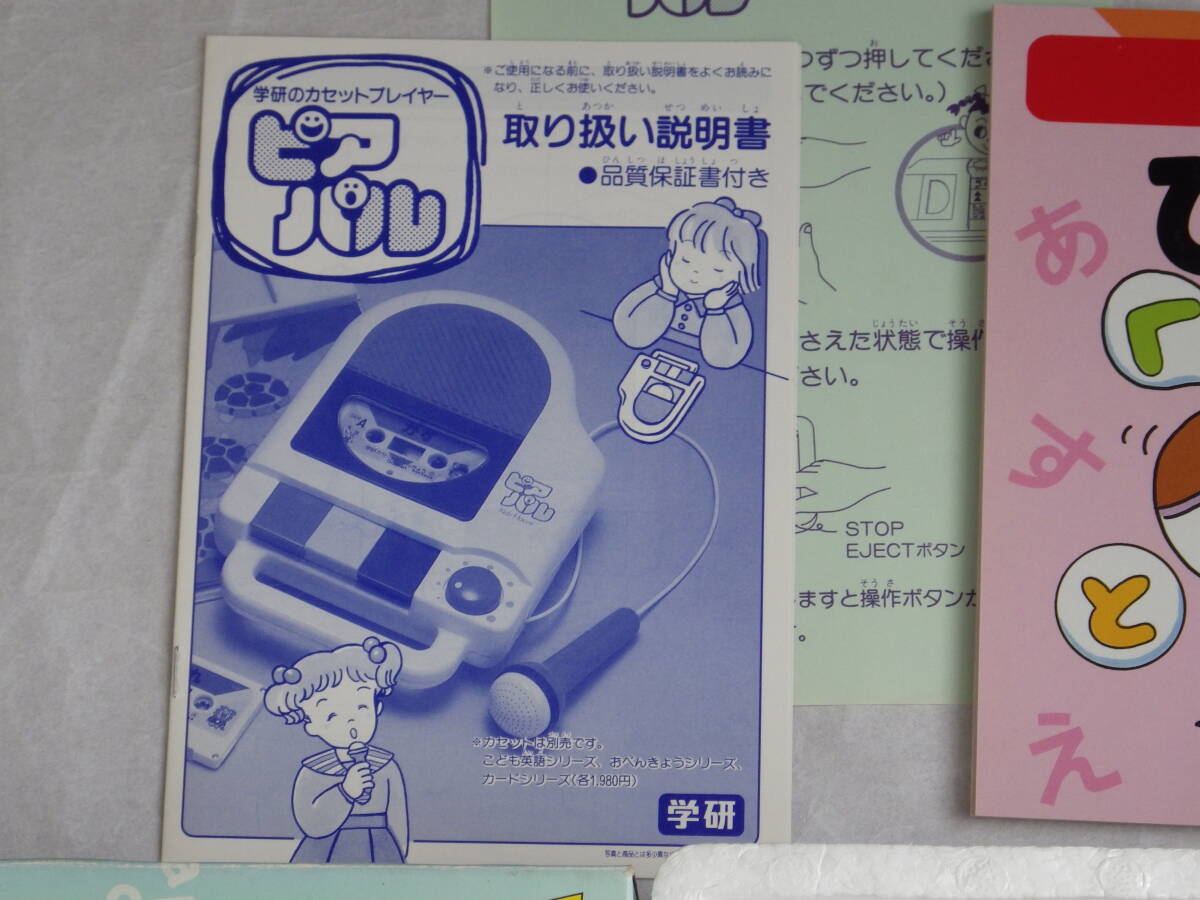 学研のカセットプレイヤー
ピアパル
※ご使用になる前に、取り扱い説明書をよくお読みに
なり、正しくお使いください。
取り扱い説明書
●品質保証書付き
ピア
パル
※カセットは別売です。
こども英語シリーズ、おべんきょうシリーズ、
カードシリーズ(各1,980円)
学研
つずつ押してくださ
でください。)
D
さえた状態で操作
さい。
STOP
EJECTボタン
ますと操作ボタンが
。
あ
す
え
く
と